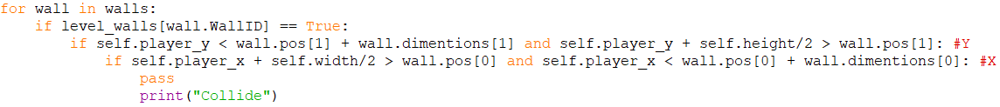 for wall in walls:
    if level_walls[wall.WallID] == True:
        if self.player_y < wall.pos[1] + wall.dimentions[1] and self.player_y + self.height/2 > wall.pos[1]: #Y
            if self.player_x + self.width/2 > wall.pos[0] and self.player_x < wall.pos[0] + wall.dimentions[0]: #X
                pass
                print("Collide")